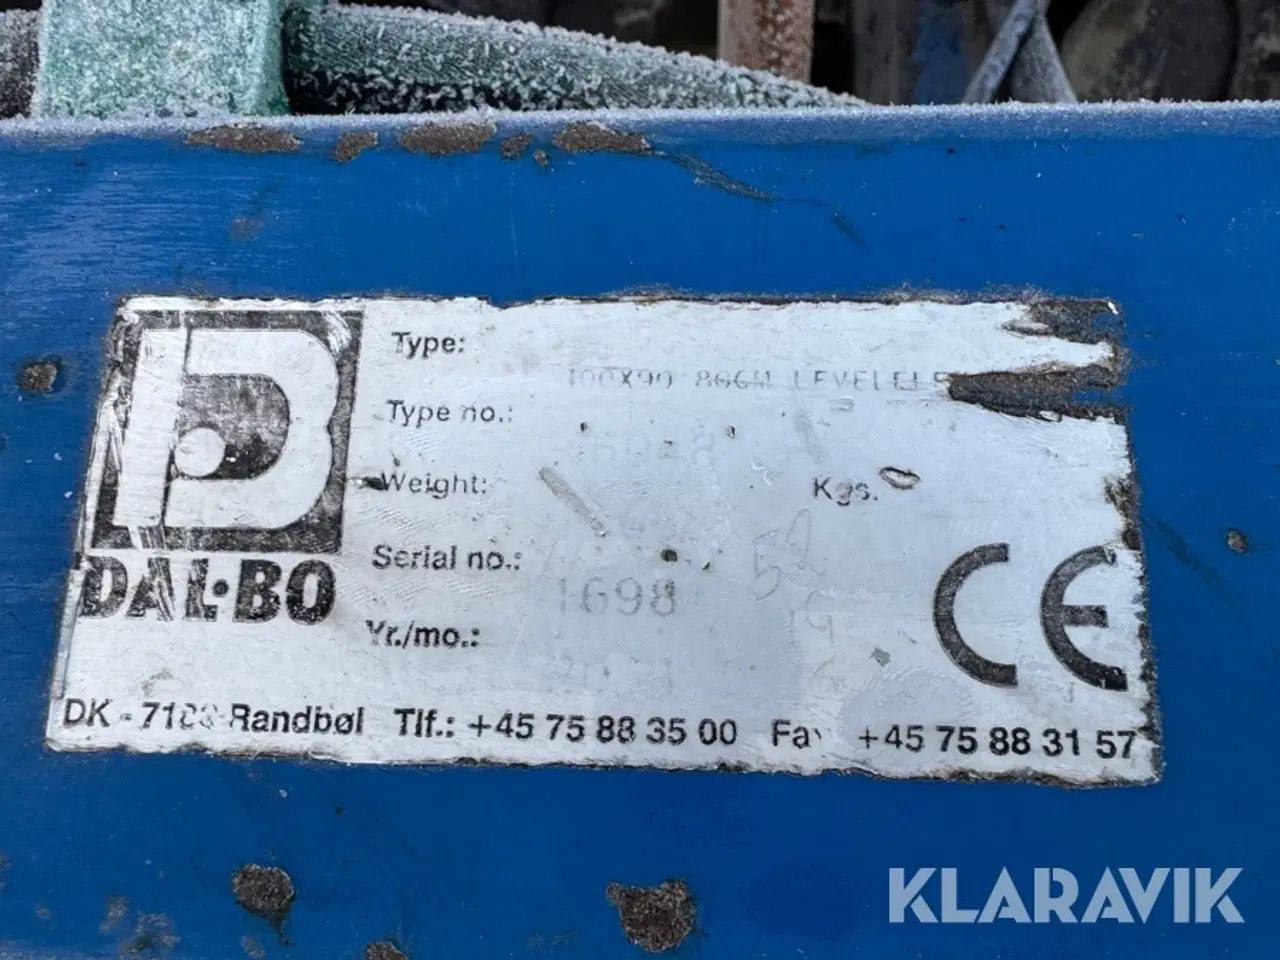 Type:
100X90 866M LEVELEF
Type no.:
Weight:
Kgs.
Serial no.:
1698
Yr./mo.:
DAL·BO
CE
DK - 7183 Randbøl Tlf.: +45 75 88 35 00 Fax +45 75 88 31 57
KLARAVIK